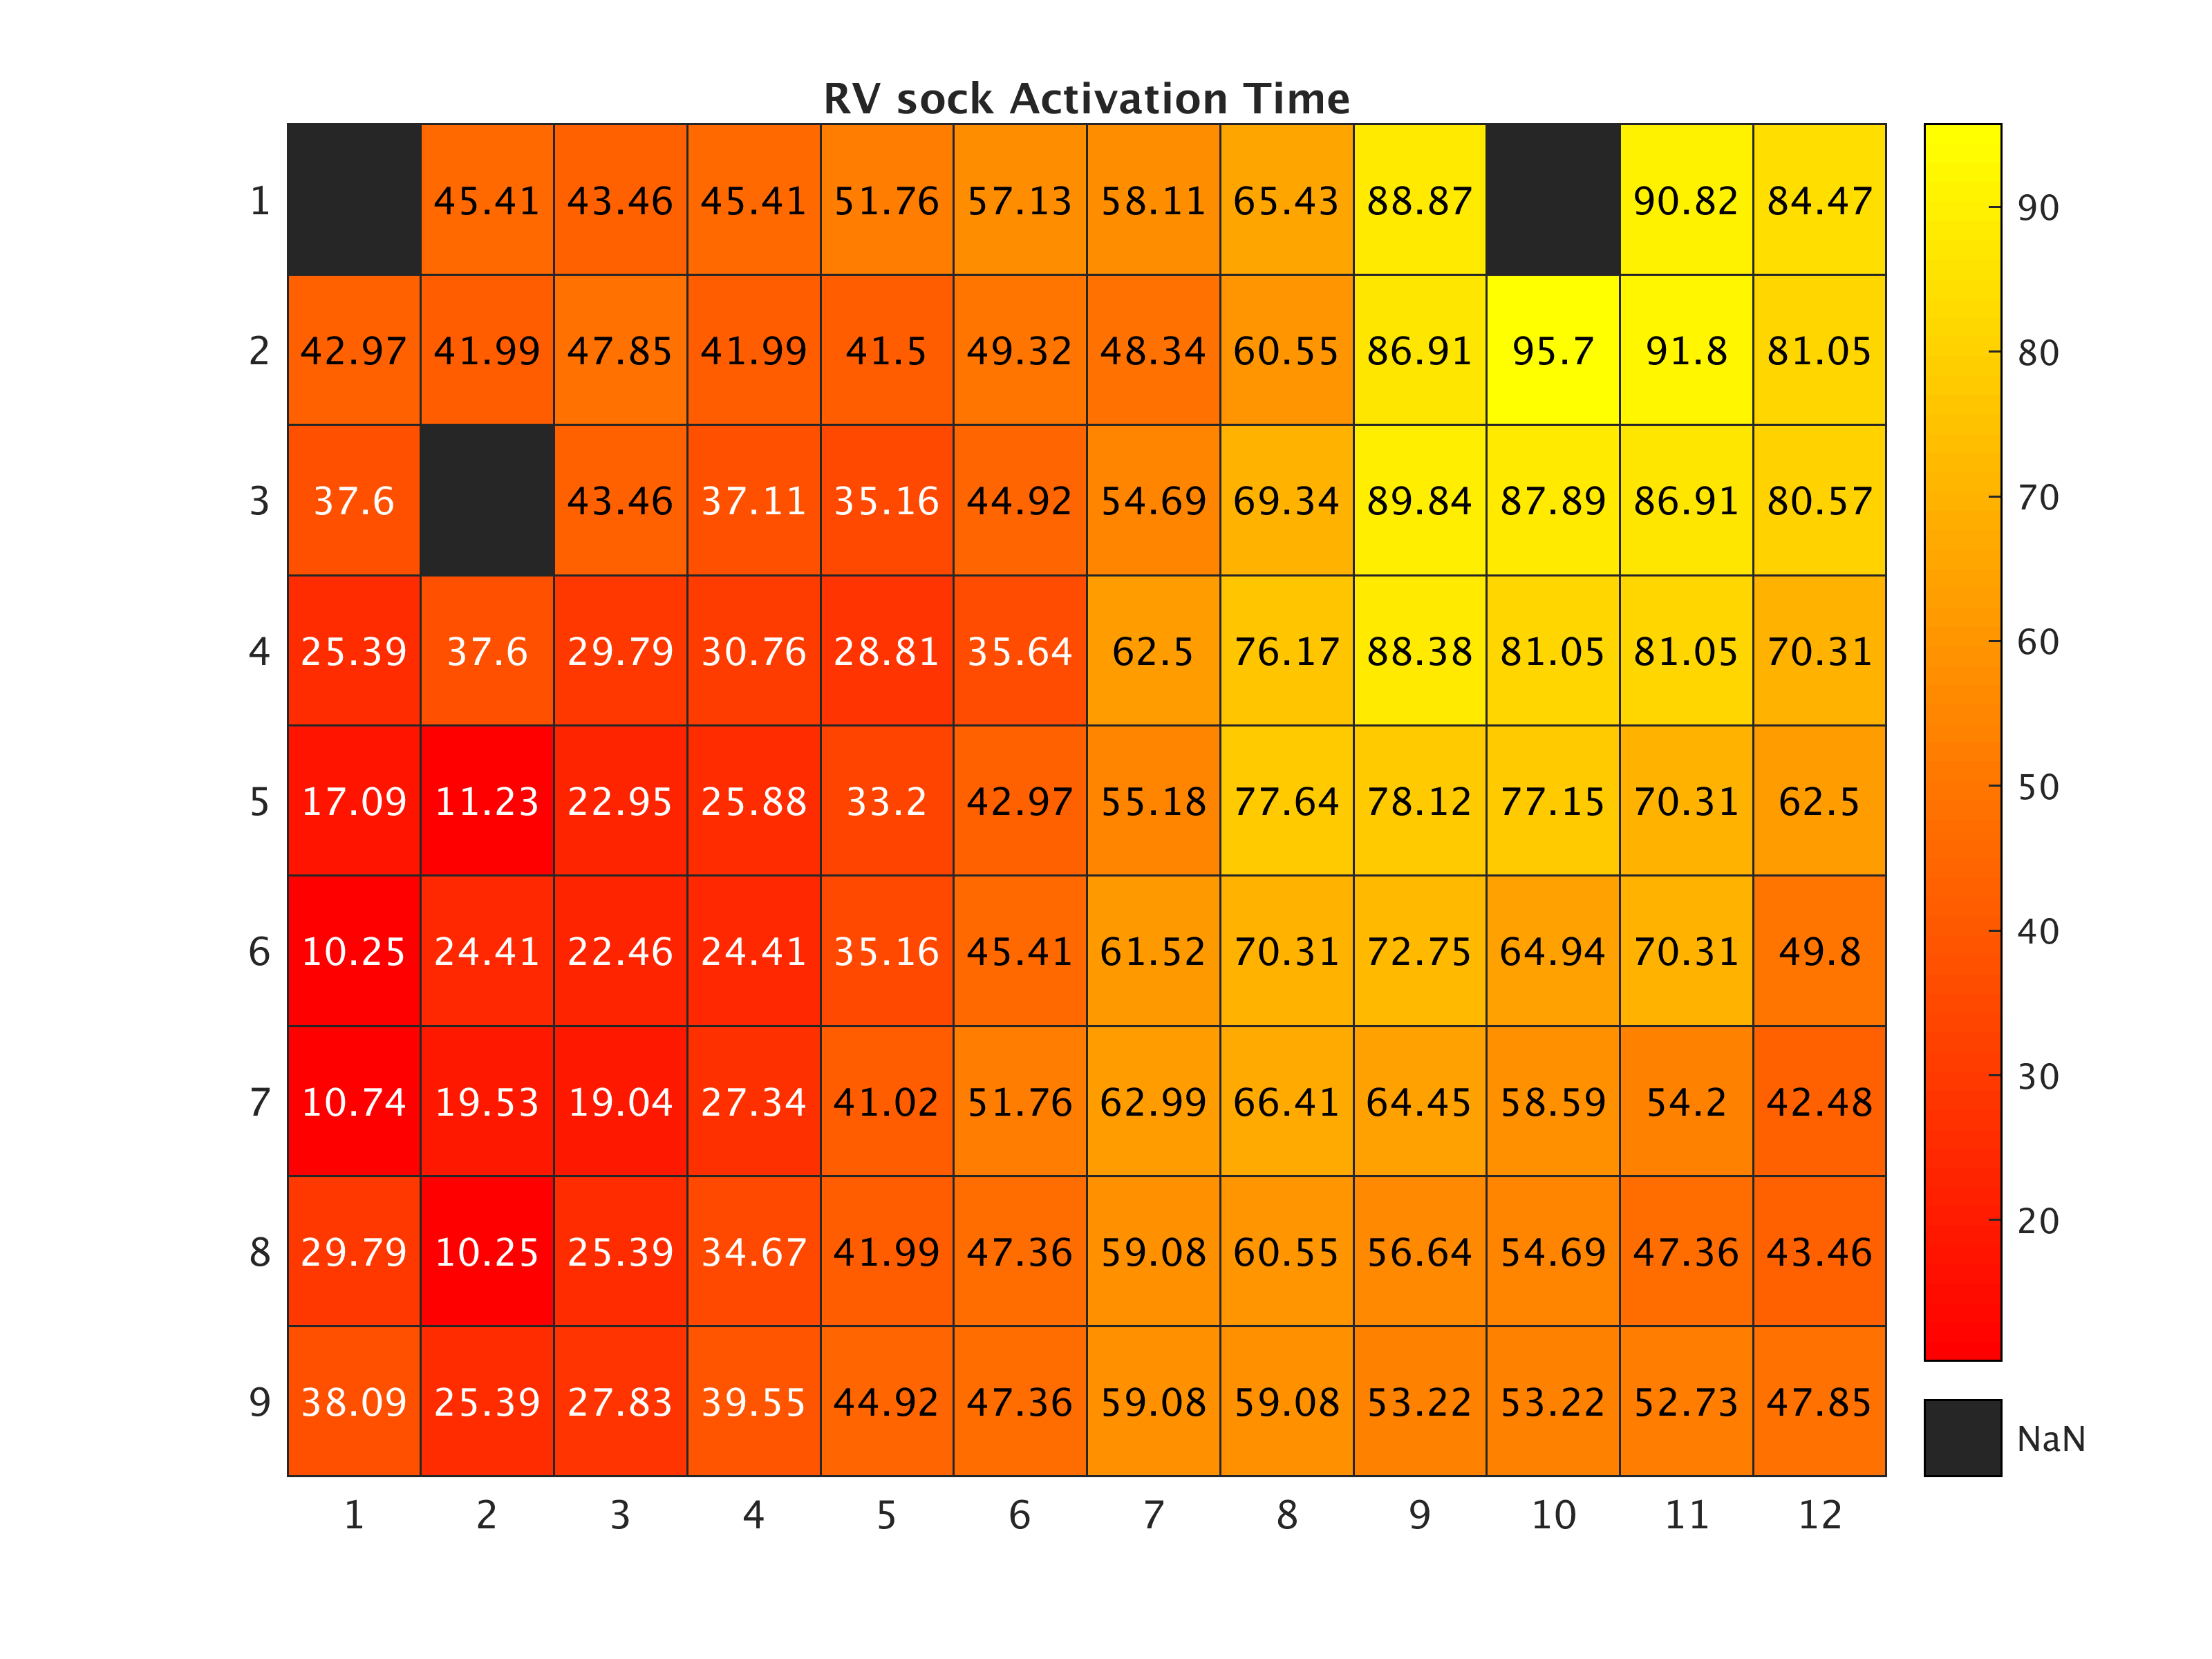 RV sock Activation Time
1 45.41 43.46 45.41 51.76 57.13 58.11 65.43 88.87 90.82 84.47
2 42.97 41.99 47.85 41.99 41.5 49.32 48.34 60.55 86.91 95.7 91.8 81.05
3 37.6 43.46 37.11 35.16 44.92 54.69 69.34 89.84 87.89 86.91 80.57
4 25.39 37.6 29.79 30.76 28.81 35.64 62.5 76.17 88.38 81.05 81.05 70.31
5 17.09 11.23 22.95 25.88 33.2 42.97 55.18 77.64 78.12 77.15 70.31 62.5
6 10.25 24.41 22.46 24.41 35.16 45.41 61.52 70.31 72.75 64.94 70.31 49.8
7 10.74 19.53 19.04 27.34 41.02 51.76 62.99 66.41 64.45 58.59 54.2 42.48
8 29.79 10.25 25.39 34.67 41.99 47.36 59.08 60.55 56.64 54.69 47.36 43.46
9 38.09 25.39 27.83 39.55 44.92 47.36 59.08 59.08 53.22 53.22 52.73 47.85
1 2 3 4 5 6 7 8 9 10 11 12
90
80
70
60
50
40
30
20
NaN